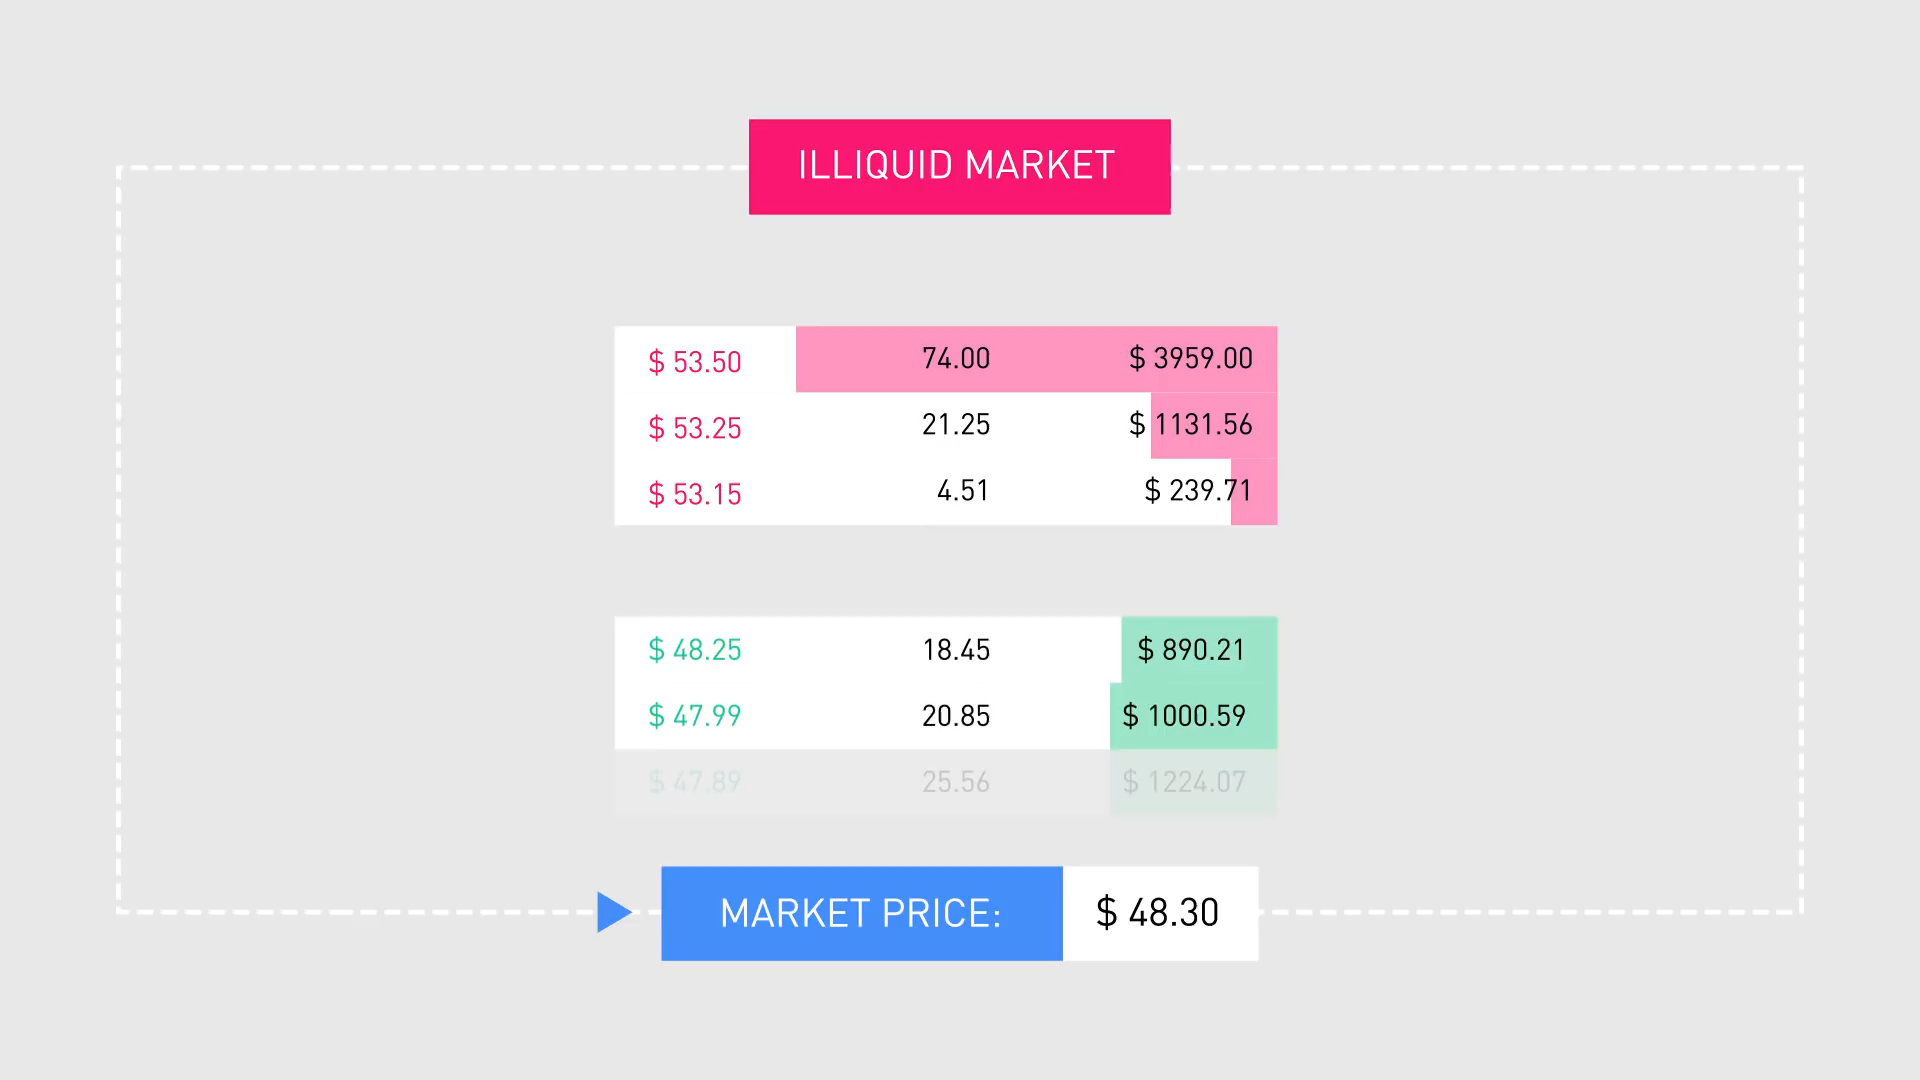 ILLIQUID MARKET
$ 53.50 74.00 $ 3959.00
$ 53.25 21.25 $ 1131.56
$ 53.15 4.51 $ 239.71
$ 48.25 18.45 $ 890.21
$ 47.99 20.85 $ 1000.59
$ 47.89 25.56 $ 1224.07
MARKET PRICE: $ 48.30